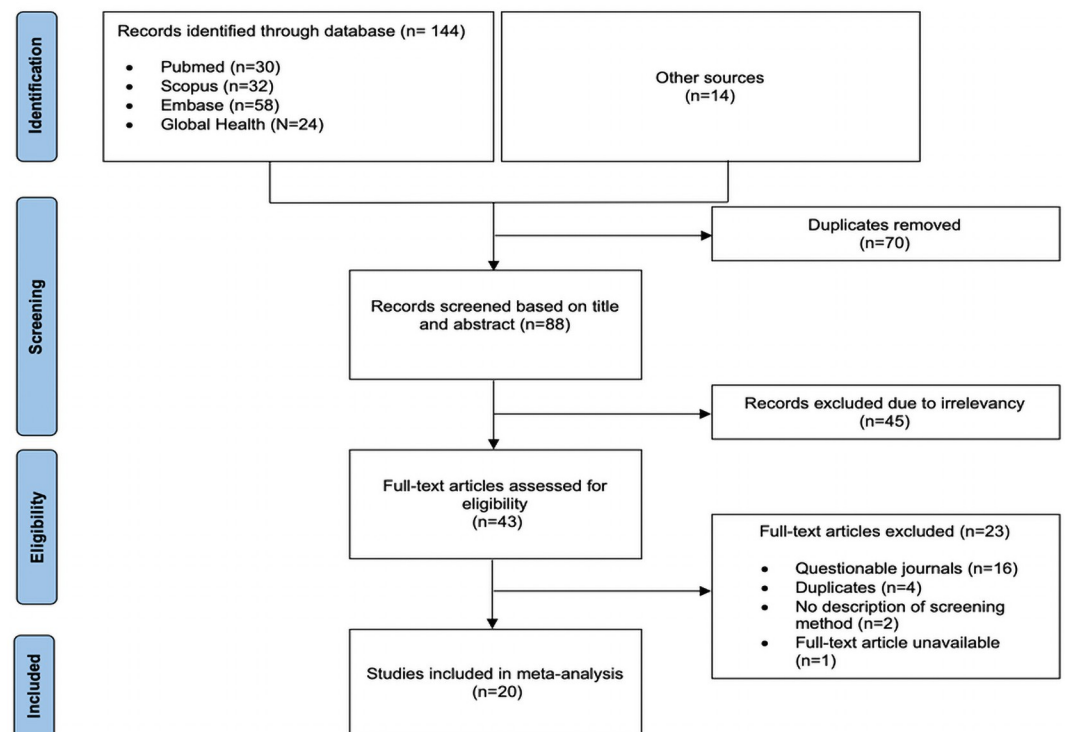 Identification
Records identified through database (n= 144)
• Pubmed (n=30)
• Scopus (n=32)
• Embase (n=58)
• Global Health (N=24)
Other sources
(n=14)
Screening
Duplicates removed
(n=70)
Records screened based on title
and abstract (n=88)
Records excluded due to irrelevancy
(n=45)
Eligibility
Full-text articles assessed for
eligibility
(n=43)
Full-text articles excluded (n=23)
• Questionable journals (n=16)
• Duplicates (n=4)
• No description of screening
method (n=2)
• Full-text article unavailable
(n=1)
Included
Studies included in meta-analysis
(n=20)